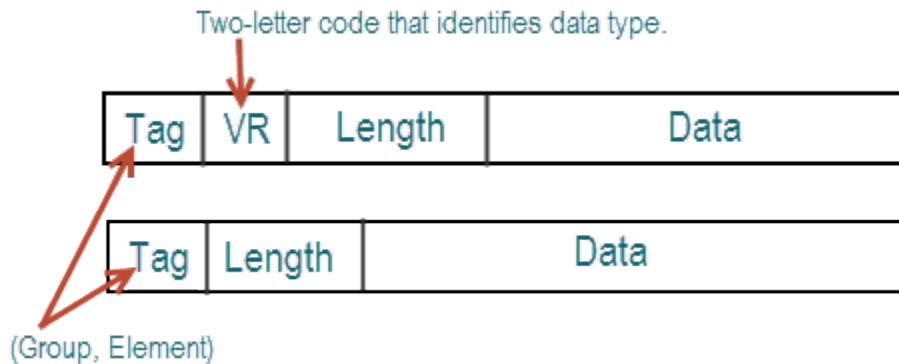 Two-letter code that identifies data type.
Tag VR Length Data
Tag Length Data
(Group, Element)